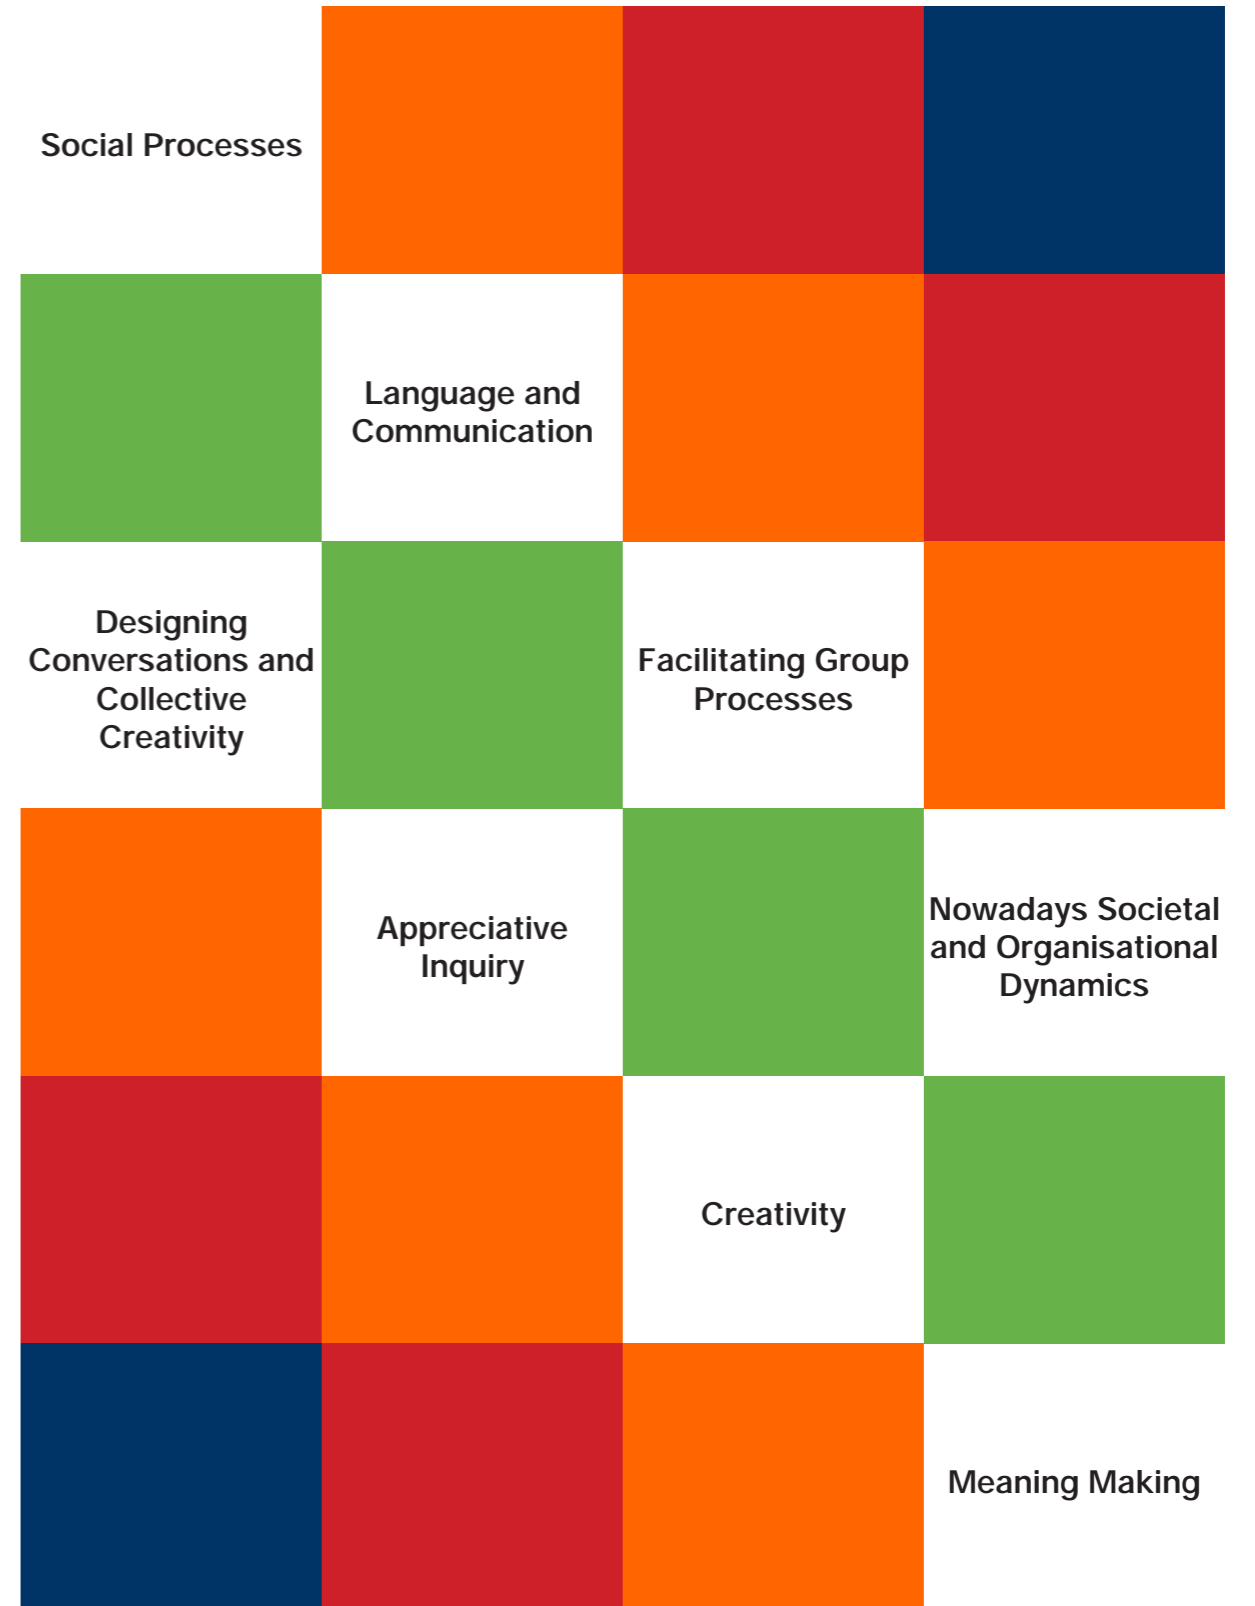 Social Processes
Language and
Communication
Designing
Conversations and
Collective
Creativity
Facilitating Group
Processes
Appreciative
Inquiry
Nowadays Societal
and Organisational
Dynamics
Creativity
Meaning Making